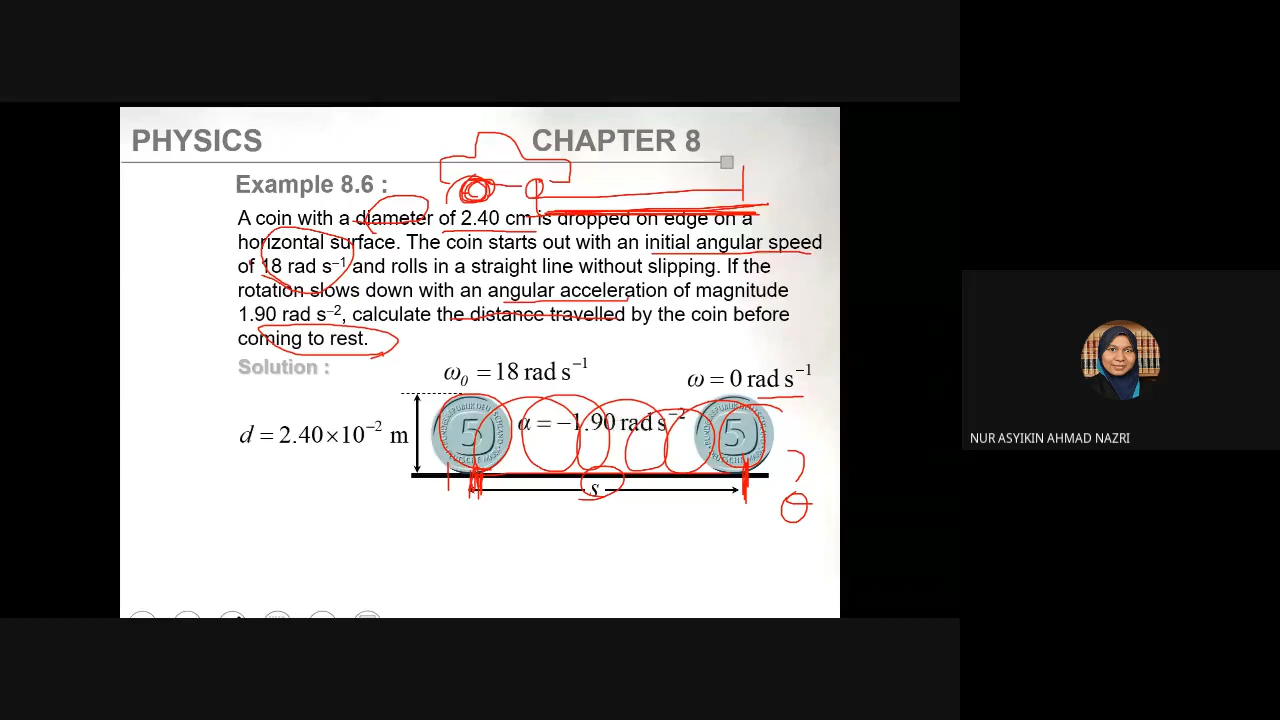 PHYSICS CHAPTER 8
Example 8.6 :
A coin with a diameter of 2.40 cm is dropped on edge on a
horizontal surface. The coin starts out with an initial angular speed
of 18 rad s⁻¹ and rolls in a straight line without slipping. If the
rotation slows down with an angular acceleration of magnitude
1.90 rad s⁻², calculate the distance travelled by the coin before
coming to rest.
Solution :
ω₀ = 18 rad s⁻¹
ω = 0 rad s⁻¹
α = −1.90 rad s⁻²
d = 2.40×10⁻² m
5
5
s
?
θ
NUR ASYIKIN AHMAD NAZRI